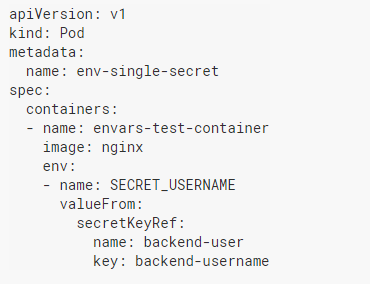 apiVersion: v1
kind: Pod
metadata:
  name: env-single-secret
spec:
  containers:
  - name: envars-test-container
    image: nginx
    env:
    - name: SECRET_USERNAME
      valueFrom:
        secretKeyRef:
          name: backend-user
          key: backend-username